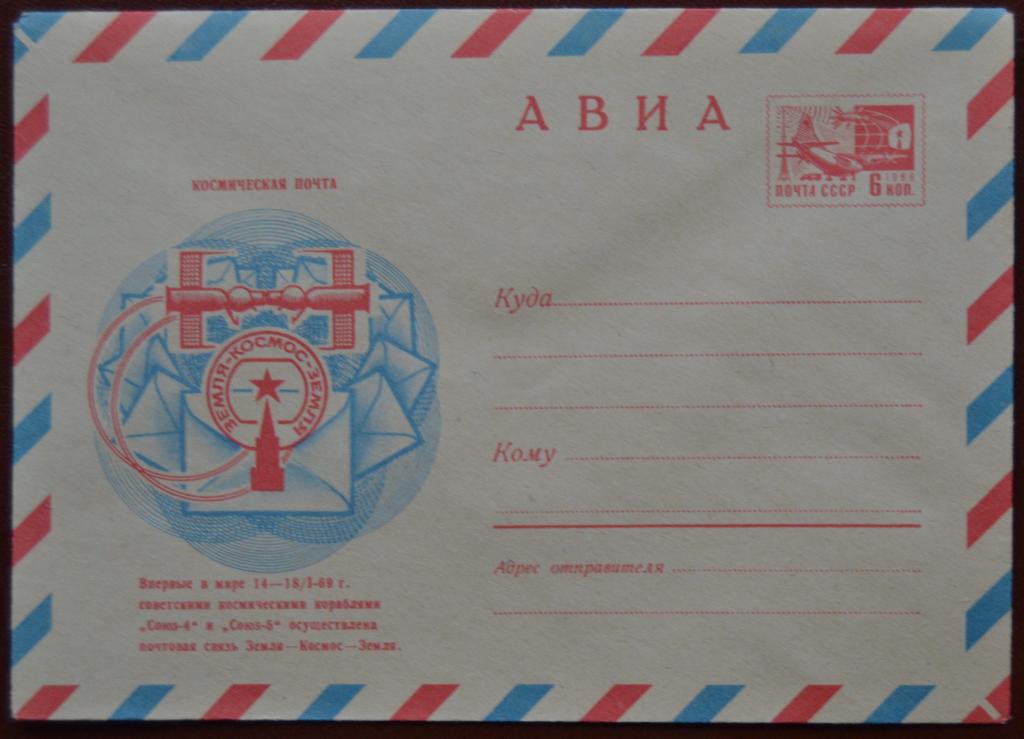 АВИА
ПОЧТА СССР 6 КОП.
1966
КОСМИЧЕСКАЯ ПОЧТА
ЗЕМЛЯ-КОСМОС-ЗЕМЛЯ
Куда
Кому
Адрес отправителя
Впервые в мире 14—18/I-69 г.
советскими космическими кораблями
„Союз-4“ и „Союз-5“ осуществлена
почтовая связь Земля—Космос—Земля.